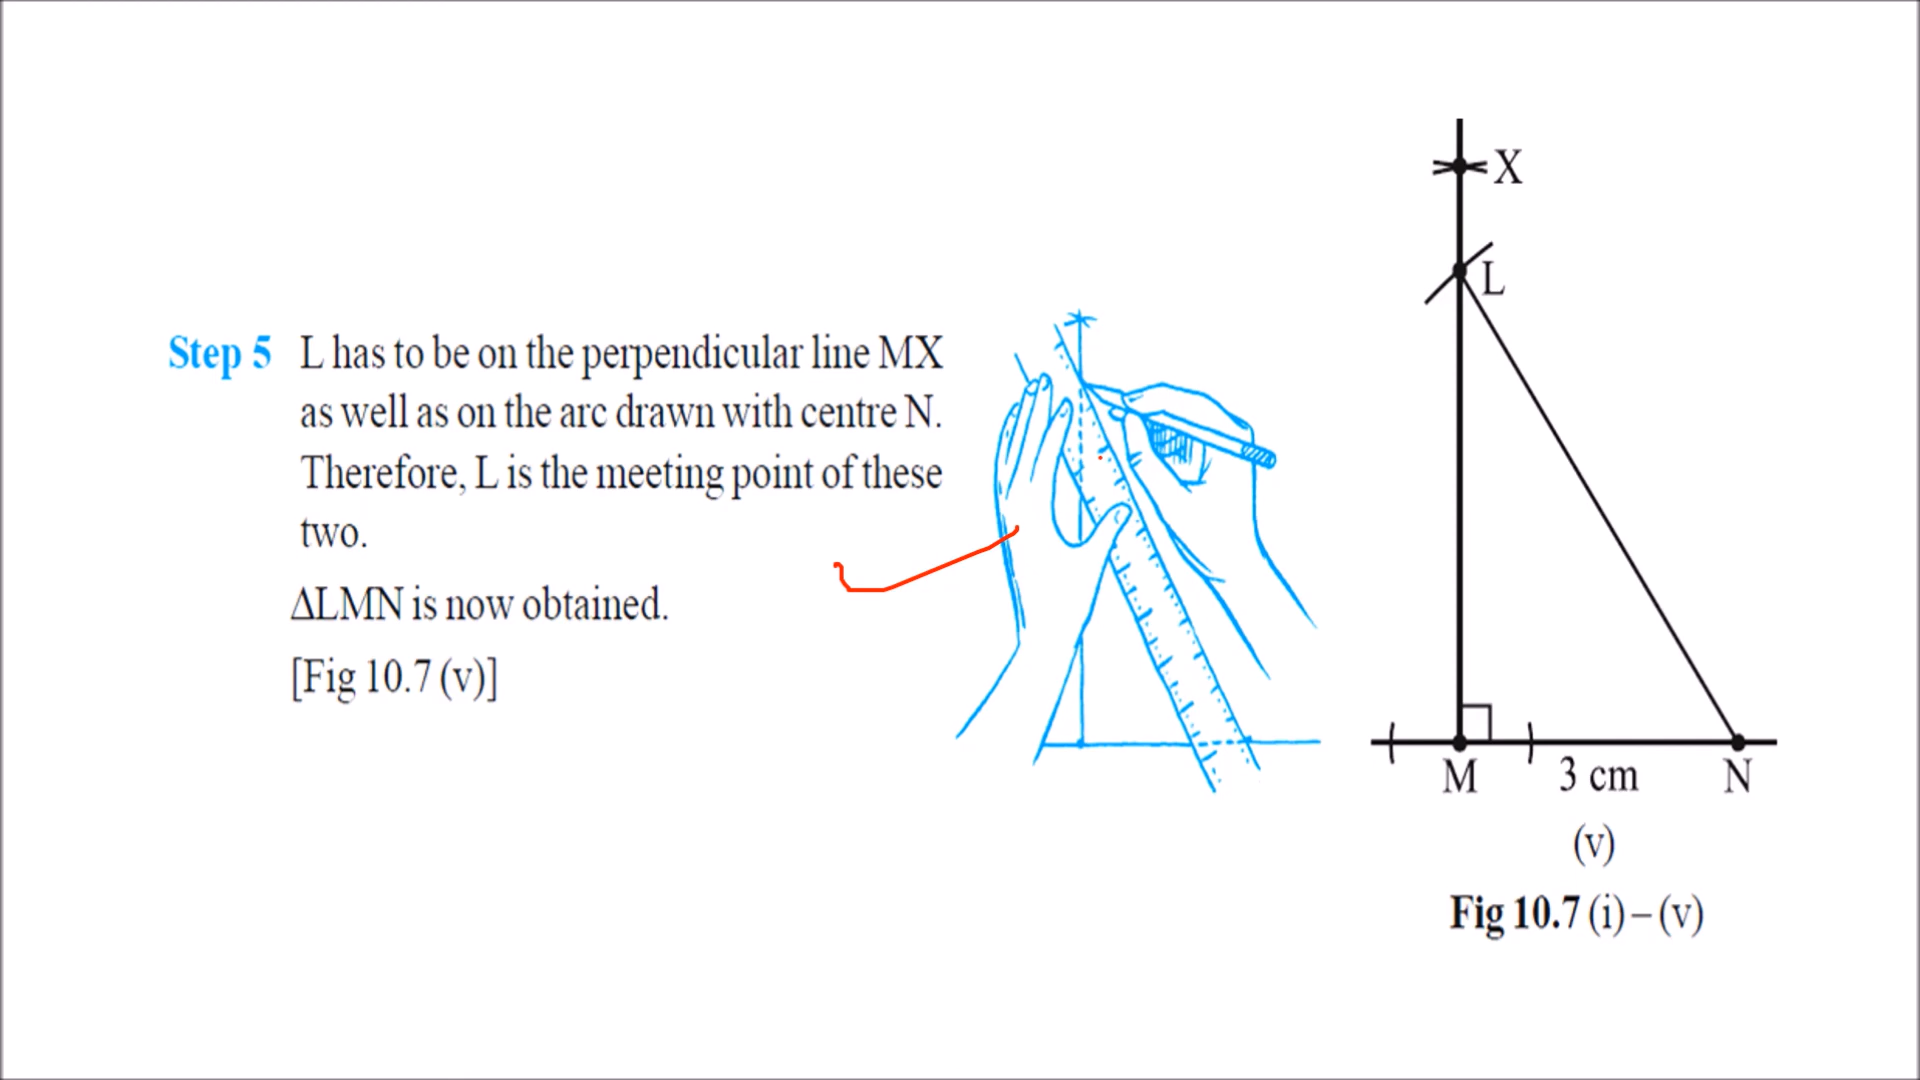 Step 5 L has to be on the perpendicular line MX
as well as on the arc drawn with centre N.
Therefore, L is the meeting point of these
two.
ΔLMN is now obtained.
[Fig 10.7 (v)]
X
L
M
3 cm
N
(v)
Fig 10.7 (i) – (v)